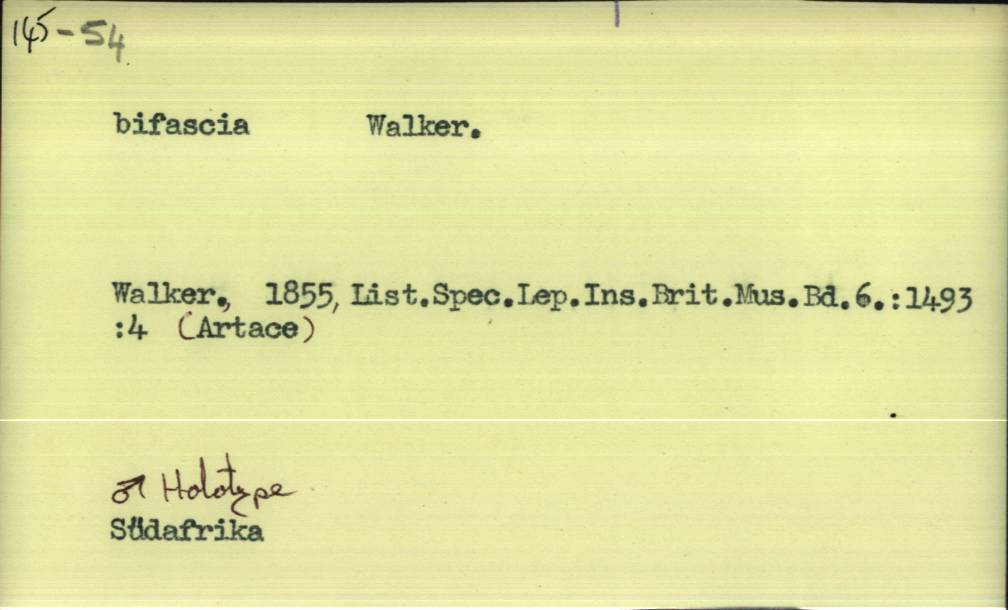 145-54
bifascia Walker.
Walker., 1855, List.Spec.Lep.Ins.Brit.Mus.Bd.6.:1493
:4 (Artace)
♂ Holotype
Südafrika